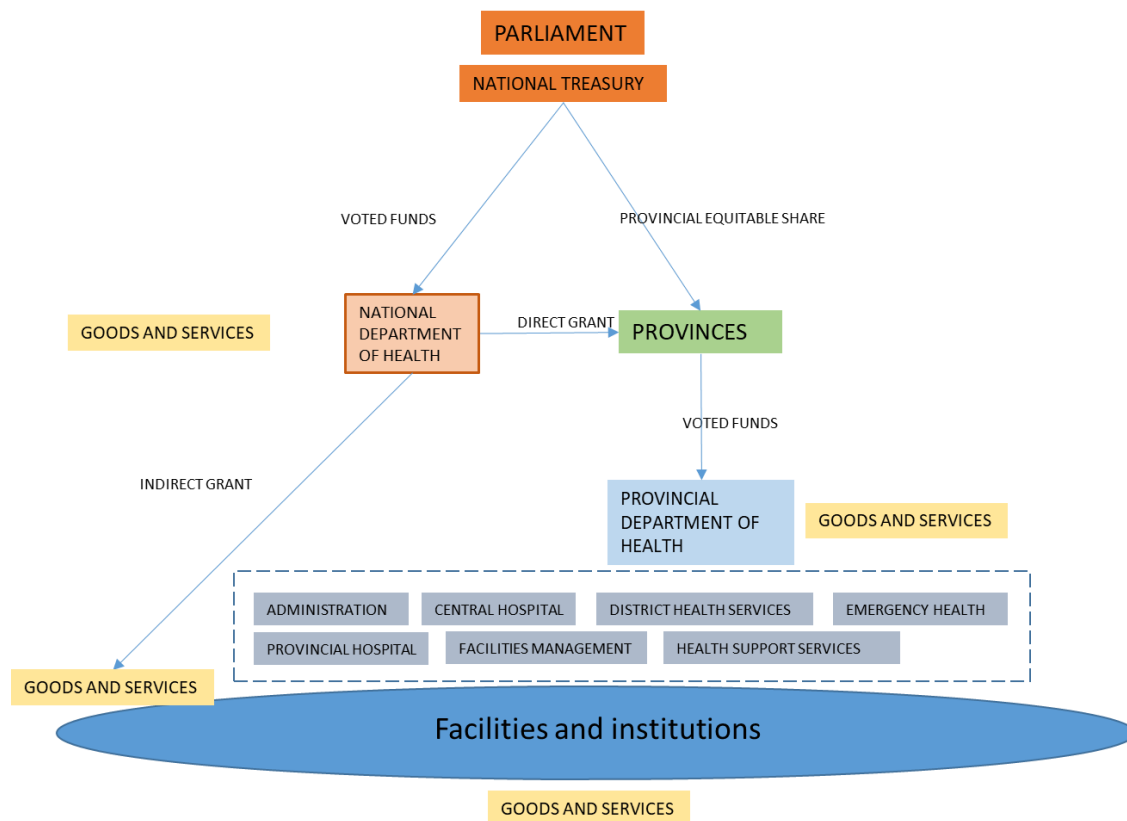 PARLIAMENT
NATIONAL TREASURY
VOTED FUNDS
PROVINCIAL EQUITABLE SHARE
GOODS AND SERVICES
NATIONAL
DEPARTMENT
OF HEALTH
DIRECT GRANT
PROVINCES
VOTED FUNDS
INDIRECT GRANT
PROVINCIAL
DEPARTMENT OF
HEALTH
GOODS AND SERVICES
ADMINISTRATION
CENTRAL HOSPITAL
DISTRICT HEALTH SERVICES
EMERGENCY HEALTH
PROVINCIAL HOSPITAL
FACILITIES MANAGEMENT
HEALTH SUPPORT SERVICES
GOODS AND SERVICES
Facilities and institutions
GOODS AND SERVICES